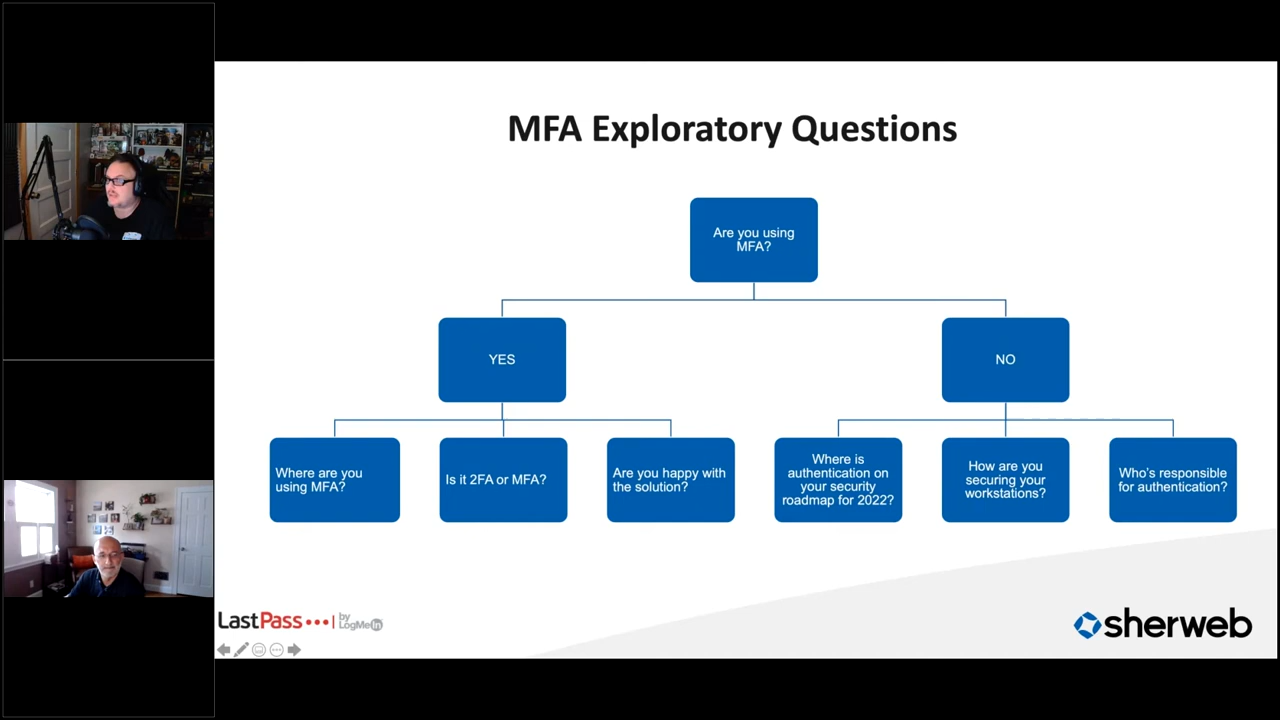 MFA Exploratory Questions
Are you using
MFA?
YES
NO
Where are you
using MFA?
Is it 2FA or MFA?
Are you happy with
the solution?
Where is
authentication on
your security
roadmap for 2022?
How are you
securing your
workstations?
Who's responsible
for authentication?
LastPass
by
LogMeIn
sherweb